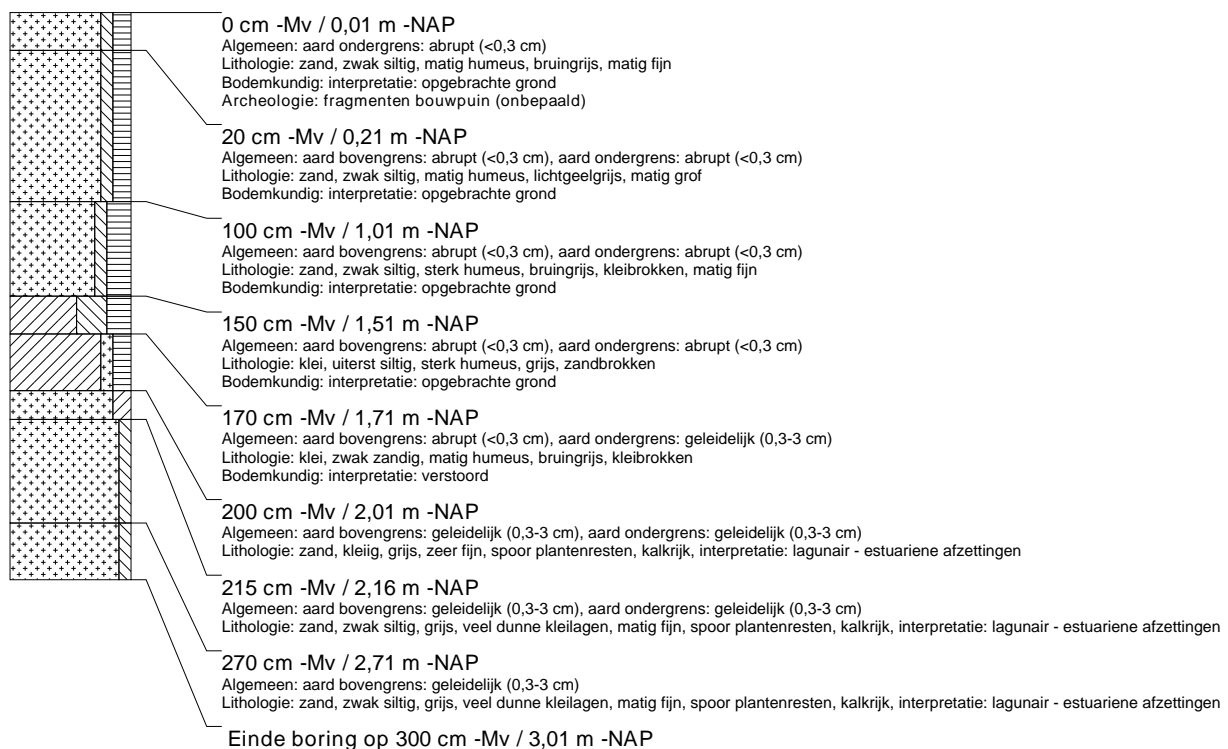 0 cm -Mv / 0,01 m -NAP
Algemeen: aard ondergrens: abrupt (<0,3 cm)
Lithologie: zand, zwak siltig, matig humeus, bruingrijs, matig fijn
Bodemkundig: interpretatie: opgebrachte grond
Archeologie: fragmenten bouwpuin (onbepaald)
20 cm -Mv / 0,21 m -NAP
Algemeen: aard bovengrens: abrupt (<0,3 cm), aard ondergrens: abrupt (<0,3 cm)
Lithologie: zand, zwak siltig, matig humeus, lichtgeelgrijs, matig grof
Bodemkundig: interpretatie: opgebrachte grond
100 cm -Mv / 1,01 m -NAP
Algemeen: aard bovengrens: abrupt (<0,3 cm), aard ondergrens: abrupt (<0,3 cm)
Lithologie: zand, zwak siltig, sterk humeus, bruingrijs, kleibrokken, matig fijn
Bodemkundig: interpretatie: opgebrachte grond
150 cm -Mv / 1,51 m -NAP
Algemeen: aard bovengrens: abrupt (<0,3 cm), aard ondergrens: abrupt (<0,3 cm)
Lithologie: klei, uiterst siltig, sterk humeus, grijs, zandbrokken
Bodemkundig: interpretatie: opgebrachte grond
170 cm -Mv / 1,71 m -NAP
Algemeen: aard bovengrens: abrupt (<0,3 cm), aard ondergrens: geleidelijk (0,3-3 cm)
Lithologie: klei, zwak zandig, matig humeus, bruingrijs, kleibrokken
Bodemkundig: interpretatie: verstoord
200 cm -Mv / 2,01 m -NAP
Algemeen: aard bovengrens: geleidelijk (0,3-3 cm), aard ondergrens: geleidelijk (0,3-3 cm)
Lithologie: zand, kleiig, grijs, zeer fijn, spoor plantenresten, kalkrijk, interpretatie: lagunair - estuariene afzettingen
215 cm -Mv / 2,16 m -NAP
Algemeen: aard bovengrens: geleidelijk (0,3-3 cm), aard ondergrens: geleidelijk (0,3-3 cm)
Lithologie: zand, zwak siltig, grijs, veel dunne kleilagen, matig fijn, spoor plantenresten, kalkrijk, interpretatie: lagunair - estuariene afzettingen
270 cm -Mv / 2,71 m -NAP
Algemeen: aard bovengrens: geleidelijk (0,3-3 cm)
Lithologie: zand, zwak siltig, grijs, veel dunne kleilagen, matig fijn, spoor plantenresten, kalkrijk, interpretatie: lagunair - estuariene afzettingen
Einde boring op 300 cm -Mv / 3,01 m -NAP